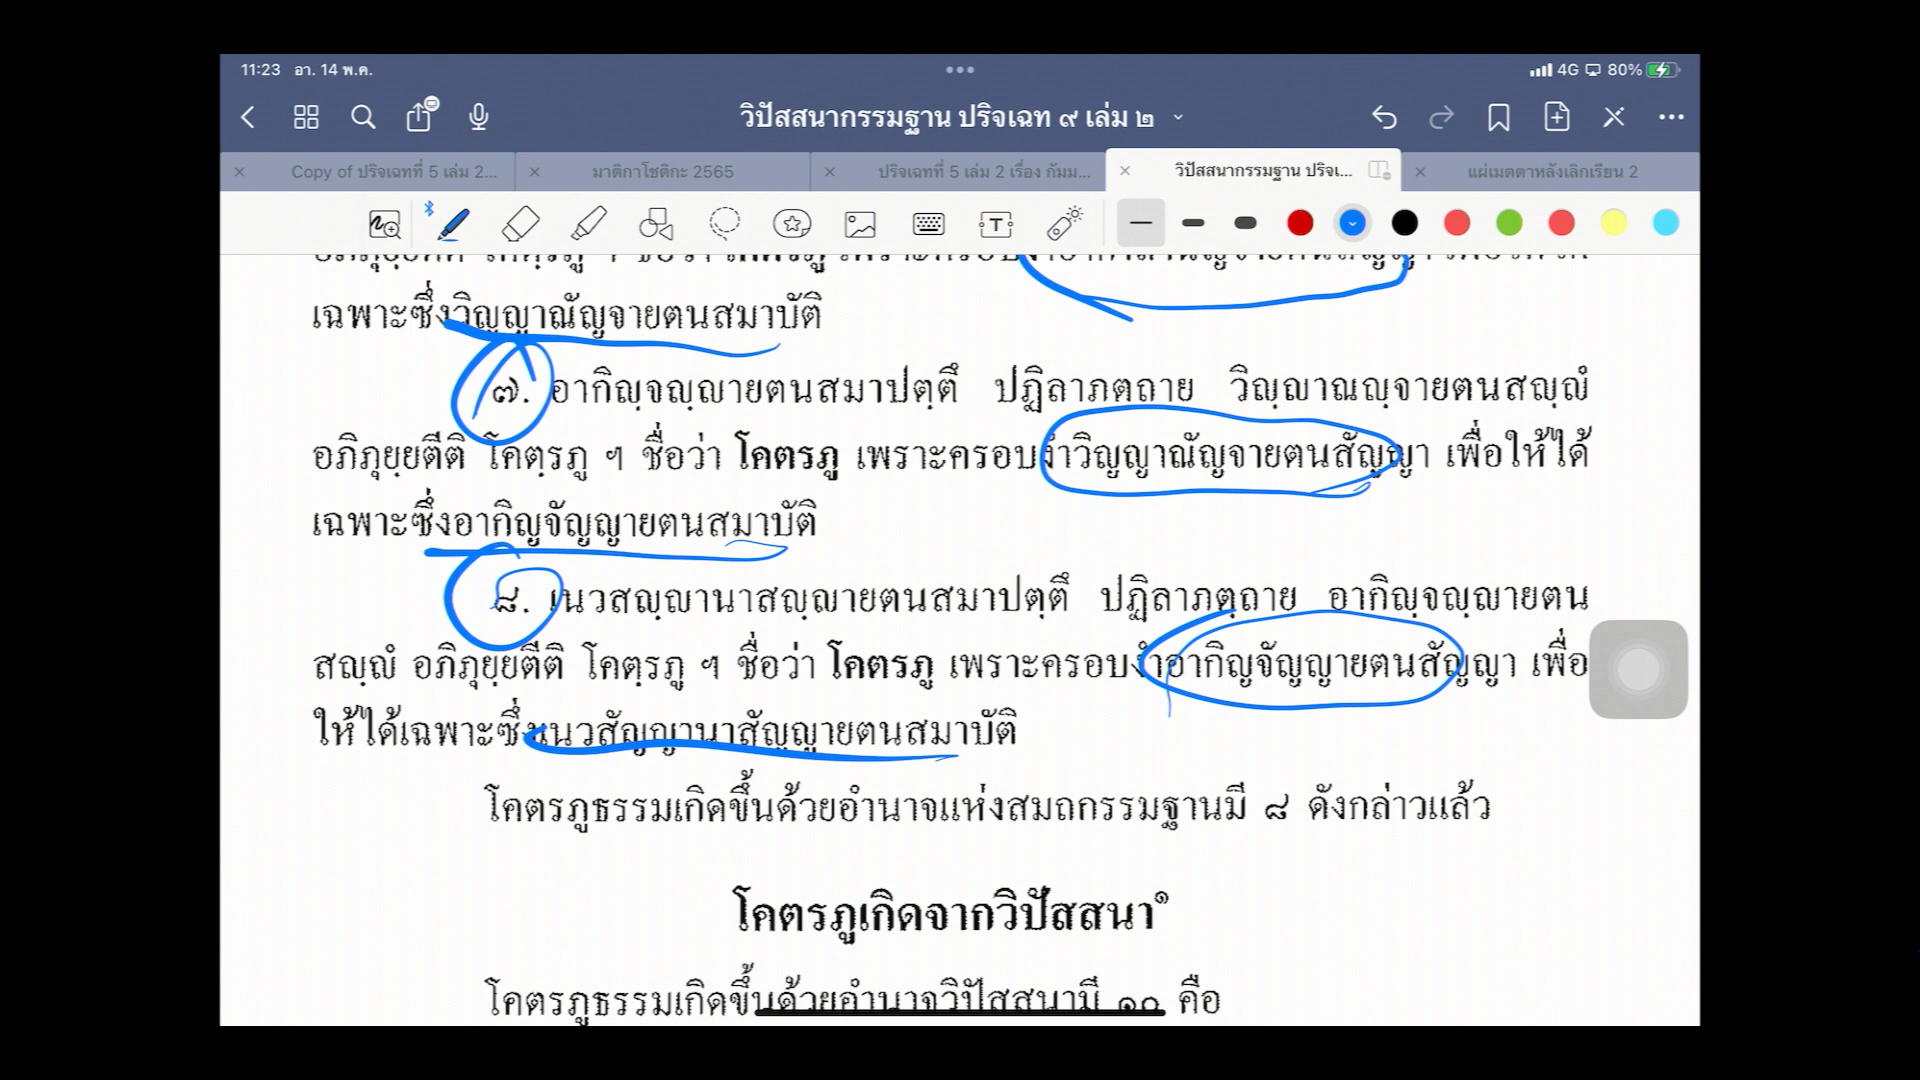 11:23 อา. 14 พ.ค.
4G 80%
วิปัสสนากรรมฐาน ปริจเฉท ๙ เล่ม ๒
Copy of ปริจเฉทที่ 5 เล่ม 2...
มาติกาโชติกะ 2565
ปริจเฉทที่ 5 เล่ม 2 เรื่อง กัมม...
วิปัสสนากรรมฐาน ปริจเ...
แผ่เมตตาหลังเลิกเรียน 2
เฉพาะซึ่งวิญญาณัญจายตนสมาบัติ
๗. อากิญฺจญฺญายตนสมาปตฺตึ ปฏิลาภตฺถาย วิญฺญาณญฺจายตนสญฺญํ
อภิภุยฺยตีติ โคตฺรภู ฯ ชื่อว่า โคตรภู เพราะครอบงำวิญญาณัญจายตนสัญญา เพื่อให้ได้
เฉพาะซึ่งอากิญจัญญายตนสมาบัติ
๘. เนวสญฺญานาสญฺญายตนสมาปตฺตึ ปฏิลาภตฺถาย อากิญฺจญฺญายตน
สญฺญํ อภิภุยฺยตีติ โคตฺรภู ฯ ชื่อว่า โคตรภู เพราะครอบงำอากิญจัญญายตนสัญญา เพื่อ
ให้ได้เฉพาะซึ่งเนวสัญญานาสัญญายตนสมาบัติ
โคตรภูธรรมเกิดขึ้นด้วยอำนาจแห่งสมถกรรมฐานมี ๘ ดังกล่าวแล้ว
โคตรภูเกิดจากวิปัสสนา๑
โคตรภูธรรมเกิดขึ้นด้วยอำนาจวิปัสสนามี ๑๐ คือ